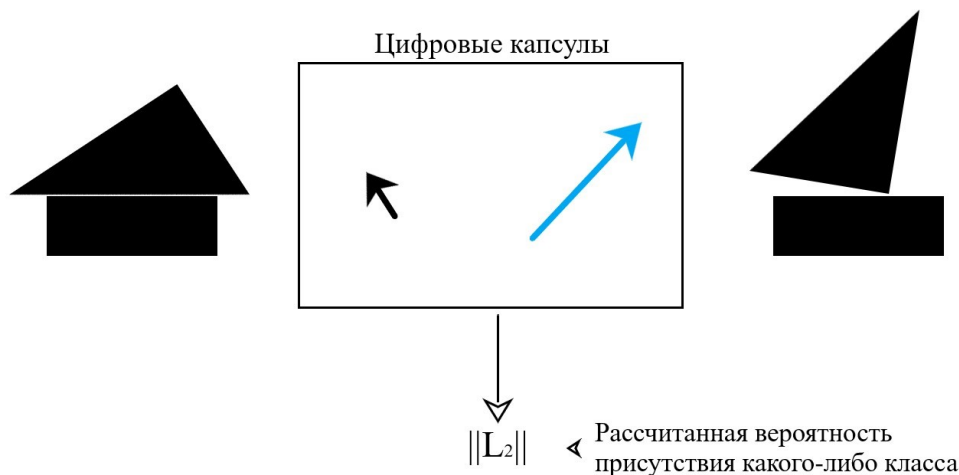 Цифровые капсулы
||L₂||
Рассчитанная вероятность
присутствия какого-либо класса